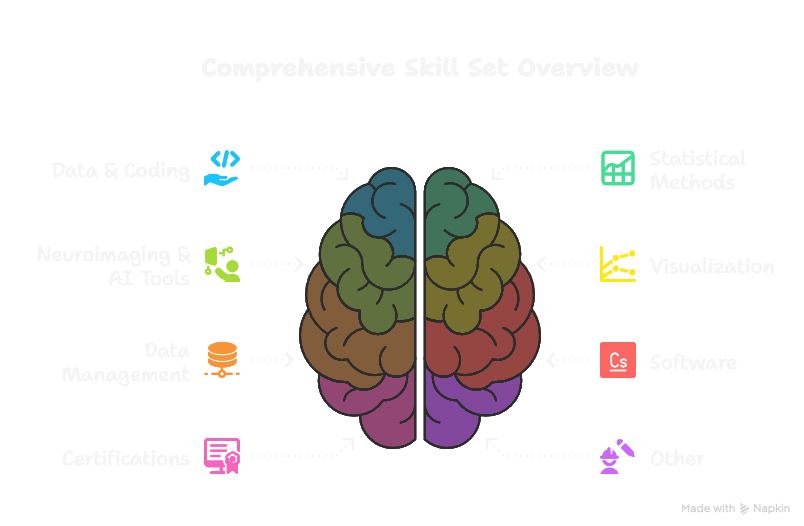 Comprehensive Skill Set Overview
Data & Coding
Statistical
Methods
Neuroimaging &
AI Tools
Visualization
Data
Management
Cs
Software
Certifications
Other
Made with Napkin